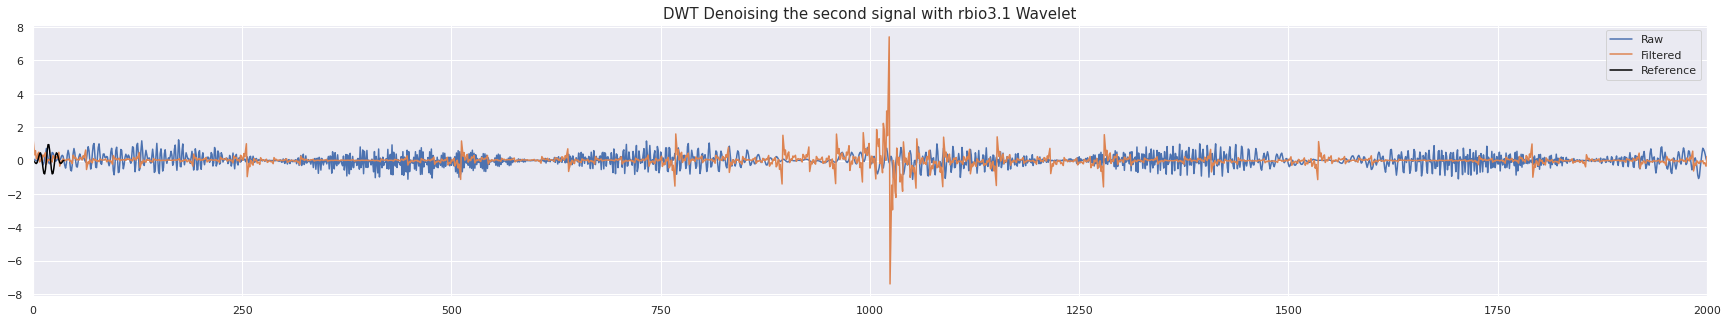 DWT Denoising the second signal with rbio3.1 Wavelet
8
6
4
2
0
−2
−4
−6
−8
Raw
Filtered
Reference
0 250 500 750 1000 1250 1500 1750 2000